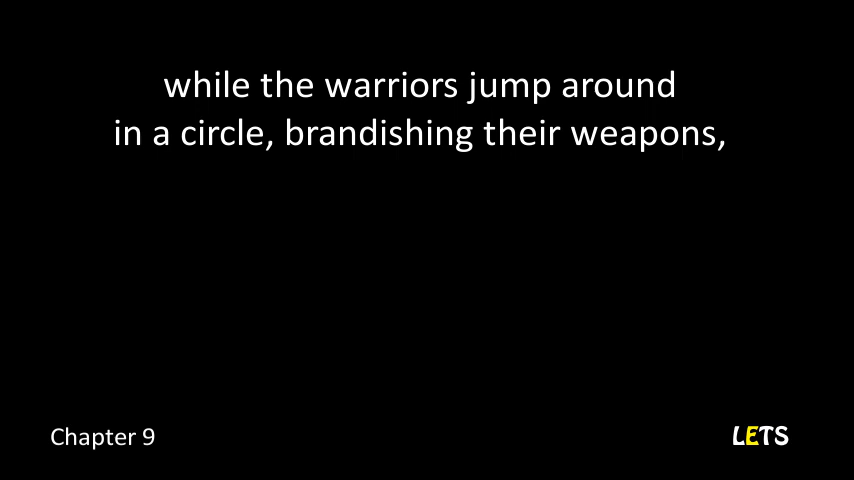 while the warriors jump around
in a circle, brandishing their weapons,
Chapter 9
LETS